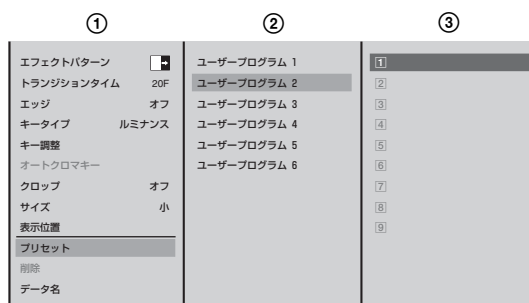 ① ② ③
エフェクトパターン
トランジションタイム 20F
エッジ オフ
キータイプ ルミナンス
キー調整
オートクロマキー
クロップ オフ
サイズ 小
表示位置
プリセット
削除
データ名
ユーザープログラム 1
ユーザープログラム 2
ユーザープログラム 3
ユーザープログラム 4
ユーザープログラム 5
ユーザープログラム 6
1
2
3
4
5
6
7
8
9